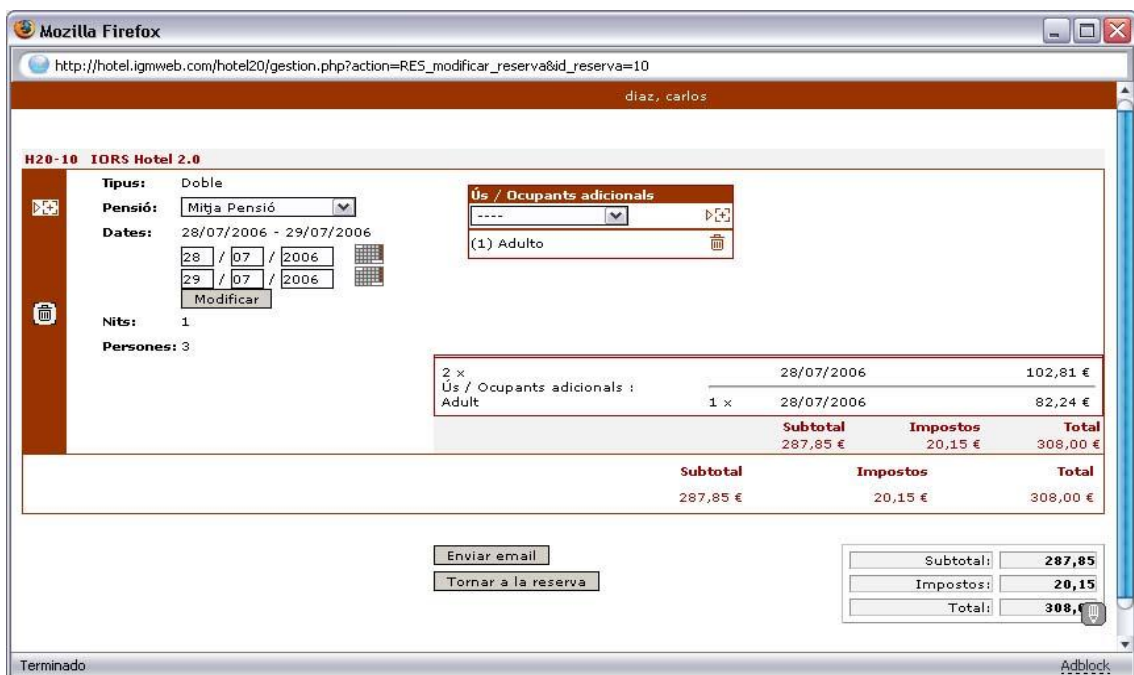 Mozilla Firefox
http://hotel.igmweb.com/hotel20/gestion.php?action=RES_modificar_reserva&id_reserva=10
diaz, carlos
H20-10 IORS Hotel 2.0
Tipus: Doble
Pensió: Mitja Pensió
Dates: 28/07/2006 - 29/07/2006
28 / 07 / 2006
29 / 07 / 2006
Modificar
Nits: 1
Persones: 3
Ús / Ocupants adicionals
----
(1) Adulto
2 × 28/07/2006 102,81 €
Ús / Ocupants adicionals :
Adult 1 × 28/07/2006 82,24 €
Subtotal Impostos Total
287,85 € 20,15 € 308,00 €
Subtotal Impostos Total
287,85 € 20,15 € 308,00 €
Enviar email
Tornar a la reserva
Subtotal: 287,85
Impostos: 20,15
Total:
Terminado Adblock